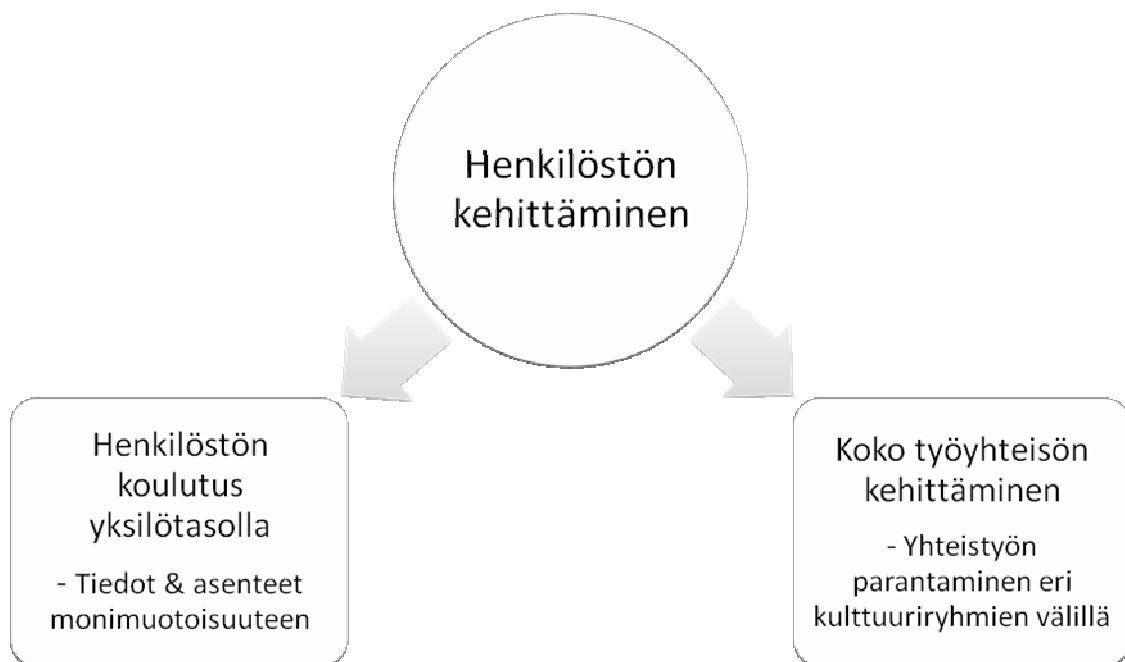 Henkilöstön
kehittäminen
Henkilöstön
koulutus
yksilötasolla
- Tiedot & asenteet
monimuotoisuuteen
Koko työyhteisön
kehittäminen
- Yhteistyön
parantaminen eri
kulttuuriryhmien välillä